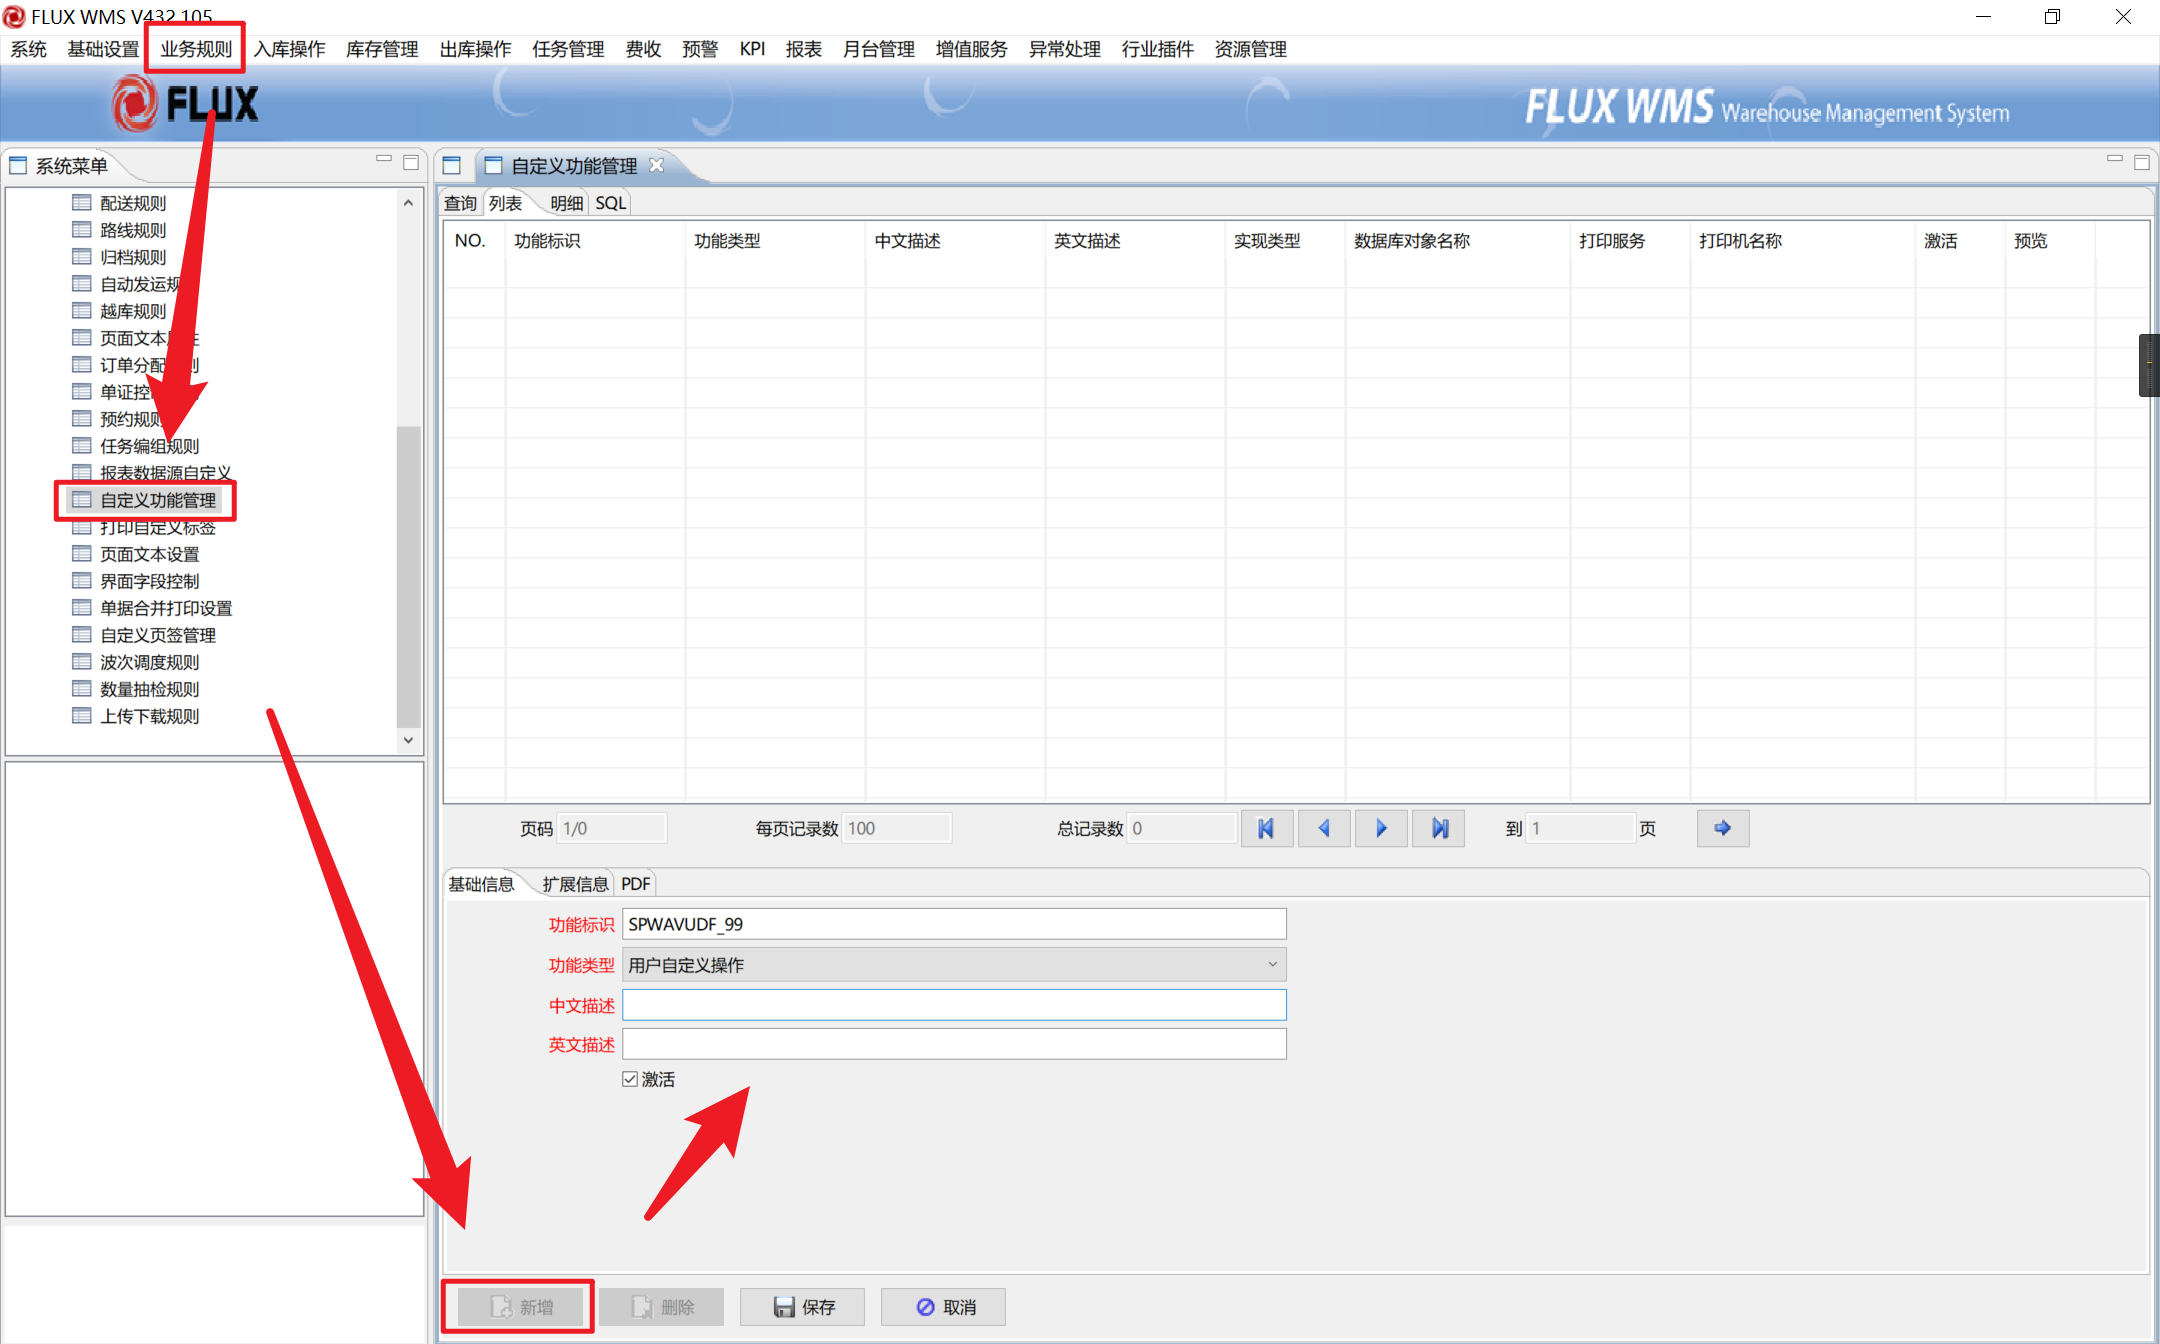 FLUX WMS V432.105
系统 基础设置 业务规则 入库操作 库存管理 出库操作 任务管理 费收 预警 KPI 报表 月台管理 增值服务 异常处理 行业插件 资源管理
FLUX
FLUX WMS Warehouse Management System
系统菜单
配送规则
路线规则
归档规则
自动发运规
越库规则
页面文本
订单分配 则
单证控
预约规则
任务编组规则
报表数据源自定义
自定义功能管理
打印自定义标签
页面文本设置
界面字段控制
单据合并打印设置
自定义页签管理
波次调度规则
数量抽检规则
上传下载规则
自定义功能管理
查询 列表 明细 SQL
NO. 功能标识 功能类型 中文描述 英文描述 实现类型 数据库对象名称 打印服务 打印机名称 激活 预览
页码 1/0 每页记录数 100 总记录数 0 到 1 页
基础信息 扩展信息 PDF
功能标识 SPWAVUDF_99
功能类型 用户自定义操作
中文描述
英文描述
激活
新增 删除 保存 取消